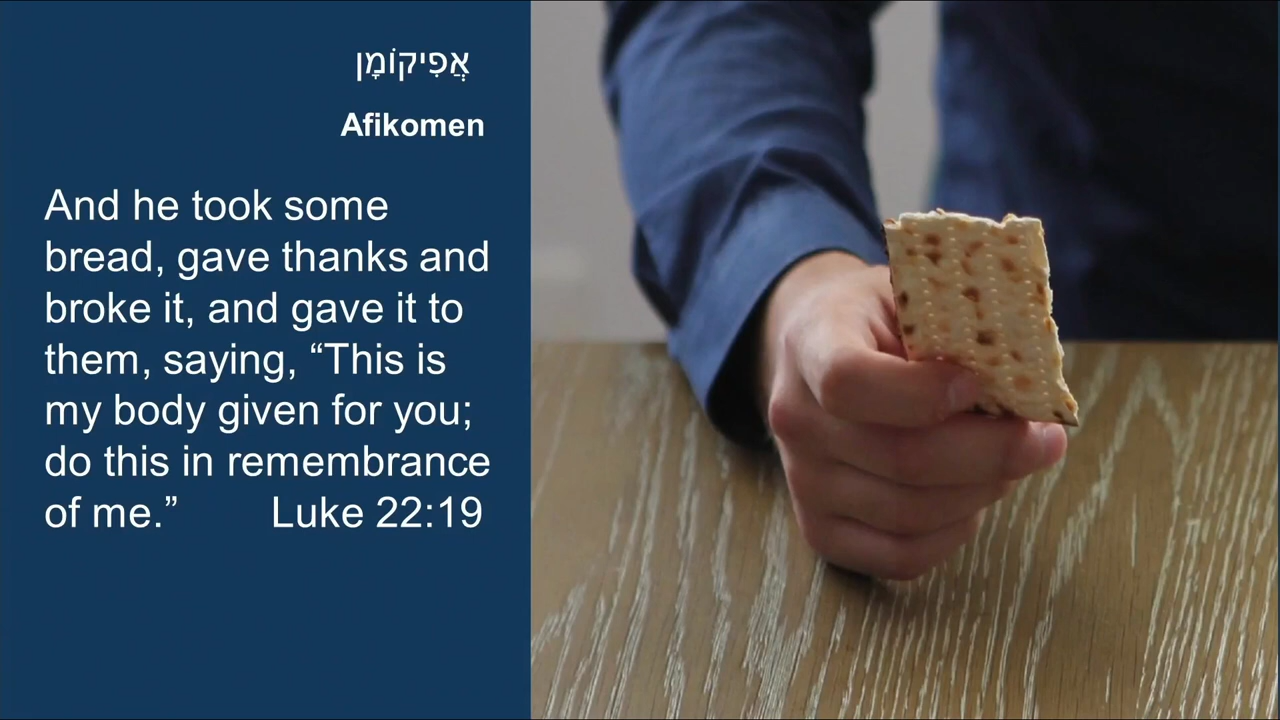 אֲפִיקוֹמָן
Afikomen
And he took some
bread, gave thanks and
broke it, and gave it to
them, saying, “This is
my body given for you;
do this in remembrance
of me.” Luke 22:19